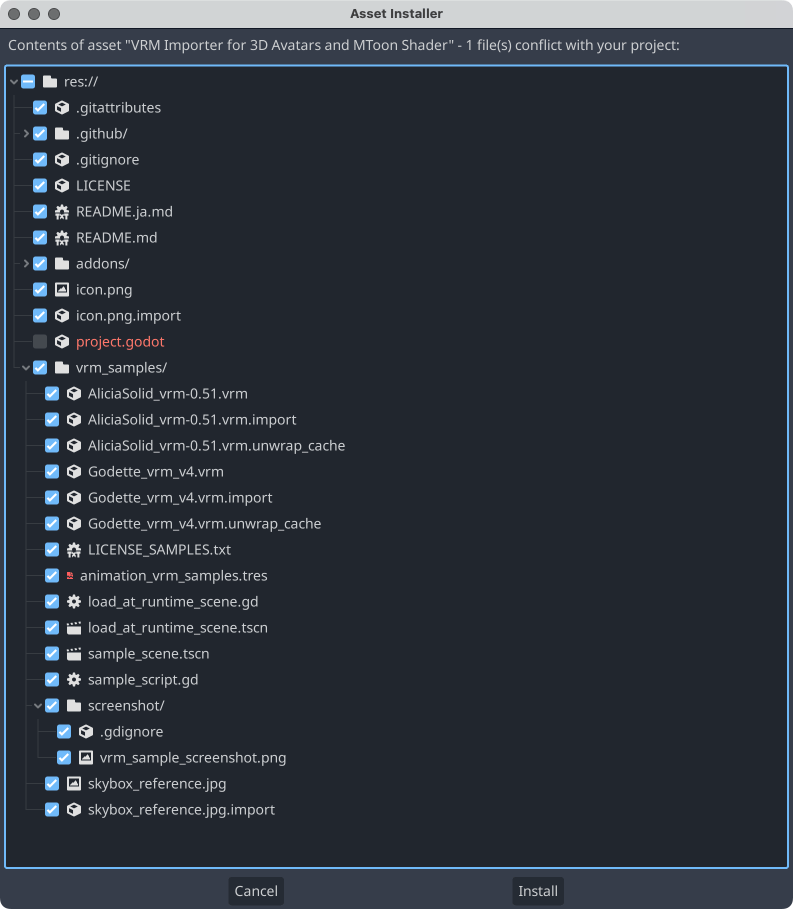 Asset Installer
Contents of asset "VRM Importer for 3D Avatars and MToon Shader" - 1 file(s) conflict with your project:
res://
.gitattributes
.github/
.gitignore
LICENSE
README.ja.md
README.md
addons/
icon.png
icon.png.import
project.godot
vrm_samples/
AliciaSolid_vrm-0.51.vrm
AliciaSolid_vrm-0.51.vrm.import
AliciaSolid_vrm-0.51.vrm.unwrap_cache
Godette_vrm_v4.vrm
Godette_vrm_v4.vrm.import
Godette_vrm_v4.vrm.unwrap_cache
LICENSE_SAMPLES.txt
animation_vrm_samples.tres
load_at_runtime_scene.gd
load_at_runtime_scene.tscn
sample_scene.tscn
sample_script.gd
screenshot/
.gdignore
vrm_sample_screenshot.png
skybox_reference.jpg
skybox_reference.jpg.import
Cancel Install